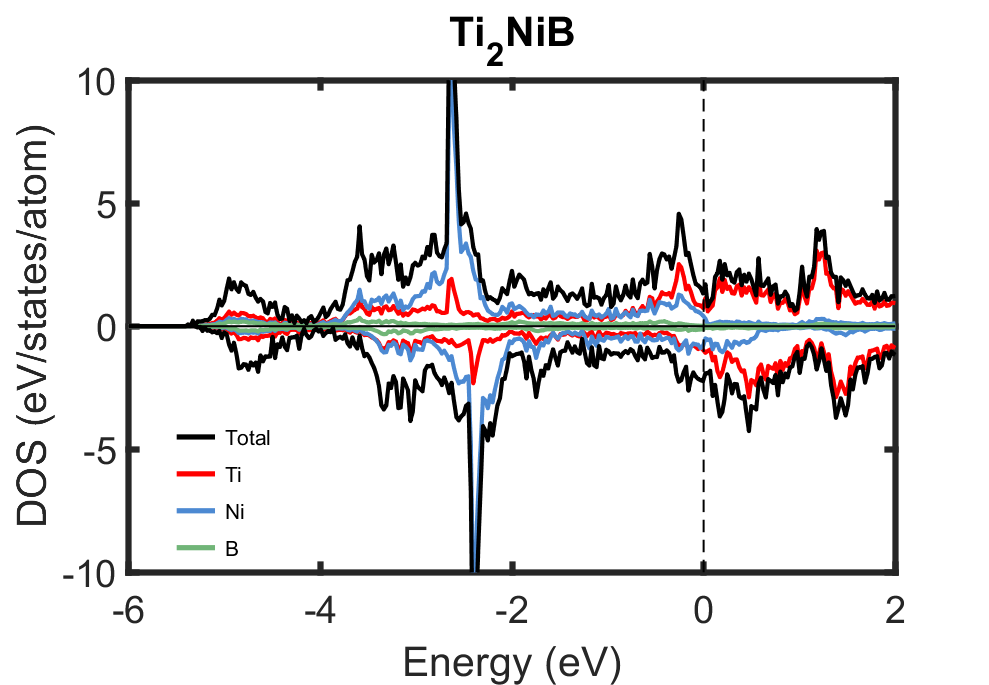 Ti2NiB
10
5
0
-5
-10
DOS (eV/states/atom)
Total
Ti
Ni
B
-6
-4
-2
0
2
Energy (eV)